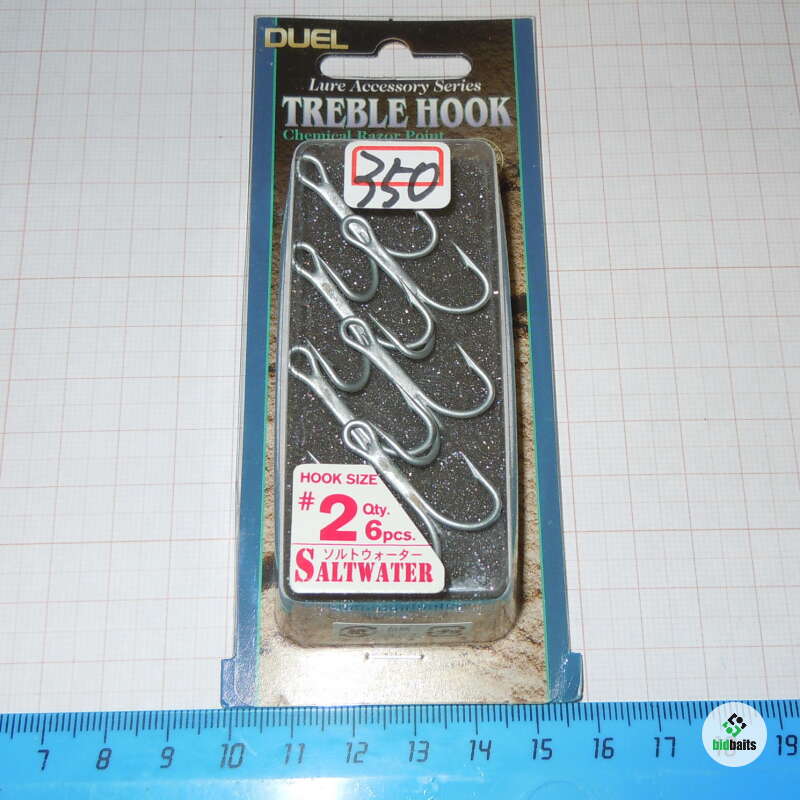 DUEL
Lure Accessory Series
TREBLE HOOK
Chemical Razor Point
350
HOOK SIZE
#2 Qty. 6pcs.
ソルトウォーター
SALTWATER
7 8 9 10 11 12 13 14 15 16 17 18 19
bidbaits